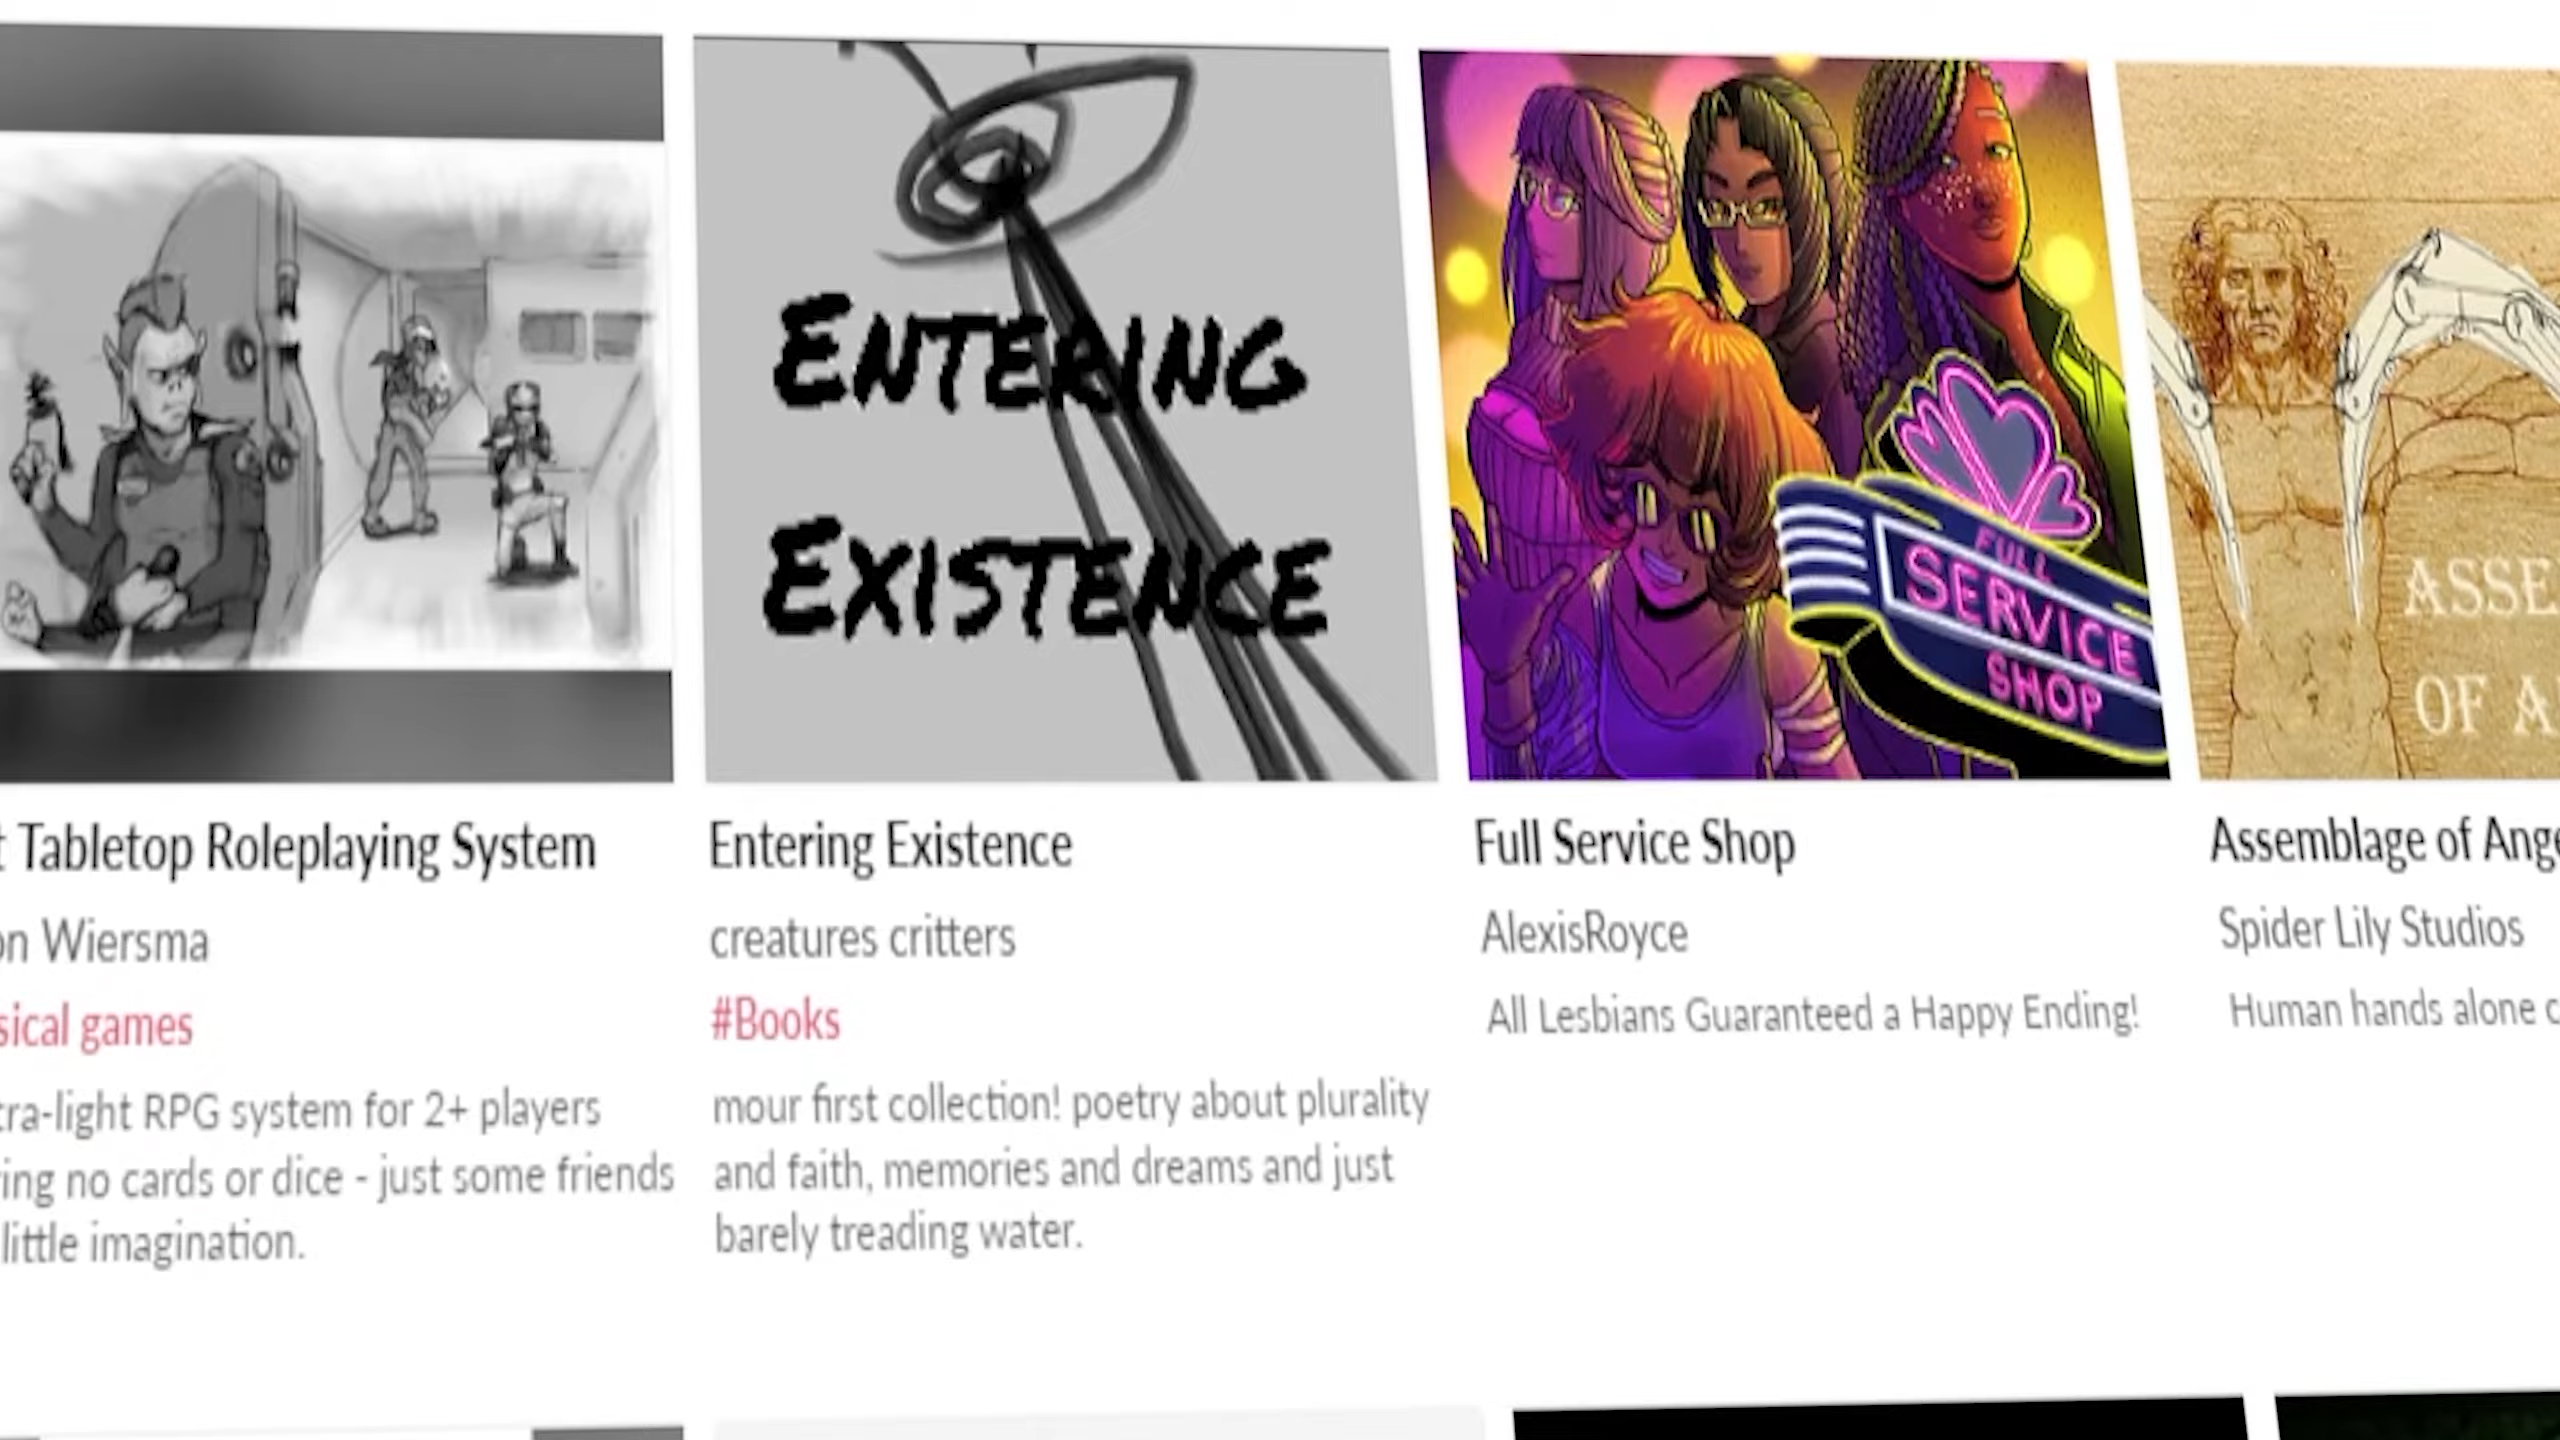 ENTERING
EXISTENCE
FULL
SERVICE
SHOP
ASSE
OF A
t Tabletop Roleplaying System
on Wiersma
sical games
tra-light RPG system for 2+ players
ring no cards or dice - just some friends
little imagination.
Entering Existence
creatures critters
#Books
mour first collection! poetry about plurality
and faith, memories and dreams and just
barely treading water.
Full Service Shop
AlexisRoyce
All Lesbians Guaranteed a Happy Ending!
Assemblage of Ange
Spider Lily Studios
Human hands alone c